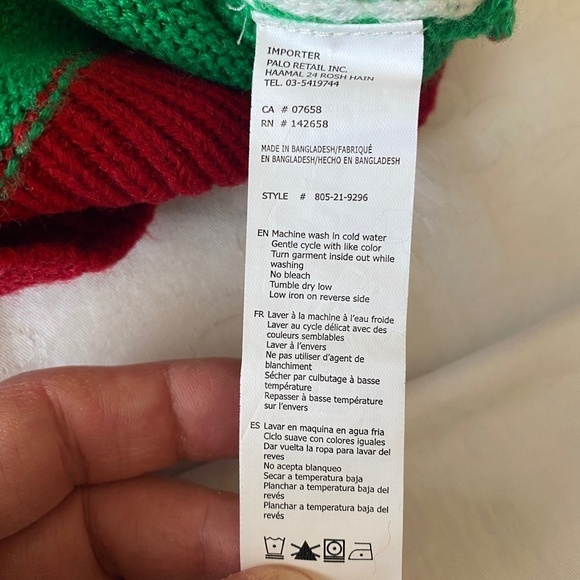 IMPORTER
PALO RETAIL INC.
HAAMAL 24 ROSH HAIN
TEL. 03-5419744
CA # 07658
RN # 142658
MADE IN BANGLADESH/FABRIQUÉ
EN BANGLADESH/HECHO EN BANGLADESH
STYLE # 805-21-9296
EN Machine wash in cold water
Gentle cycle with like color
Turn garment inside out while
washing
No bleach
Tumble dry low
Low iron on reverse side
FR Laver à la machine à l'eau froide
Laver au cycle délicat avec des
couleurs semblables
Laver à l'envers
Ne pas utiliser d'agent de
blanchiment
Sécher par culbutage à basse
température
Repasser à basse température
sur l'envers
ES Lavar en maquina en agua fria
Ciclo suave con colores iguales
Dar vuelta la ropa para lavar del
reves
No acepta blanqueo
Secar a temperatura baja
Planchar a temperatura baja del
revés
Planchar a temperatura baja del
revés